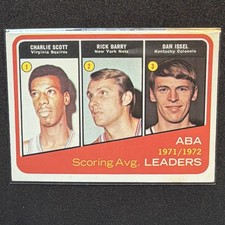 CHARLIE SCOTT
Virginia Squires
RICK BARRY
New York Nets
DAN ISSEL
Kentucky Colonels
1
2
3
ABA
1971/1972
Scoring Avg. LEADERS